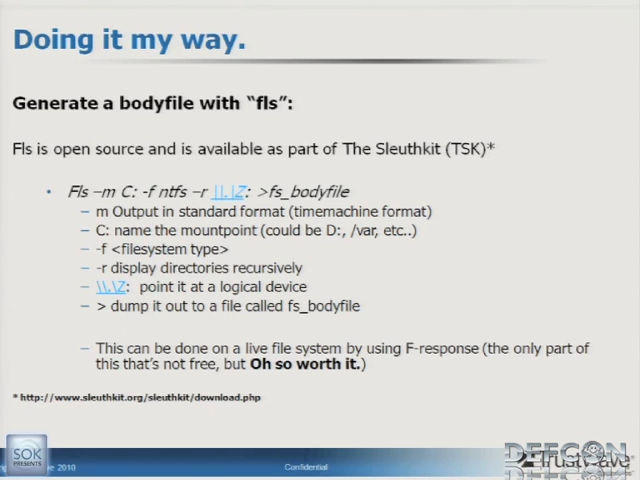 Doing it my way.
Generate a bodyfile with "fls":
Fls is open source and is available as part of The Sleuthkit (TSK)*
• Fls –m C: -f ntfs –r \\.\Z: >fs_bodyfile
– m Output in standard format (timemachine format)
– C: name the mountpoint (could be D:, /var, etc..)
– -f <filesystem type>
– -r display directories recursively
– \\.\Z: point it at a logical device
– > dump it out to a file called fs_bodyfile
– This can be done on a live file system by using F-response (the only part of
this that's not free, but Oh so worth it.)
* http://www.sleuthkit.org/sleuthkit/download.php
SOK
PRESENTS
2010
Confidential
DEFCON
Trustwave